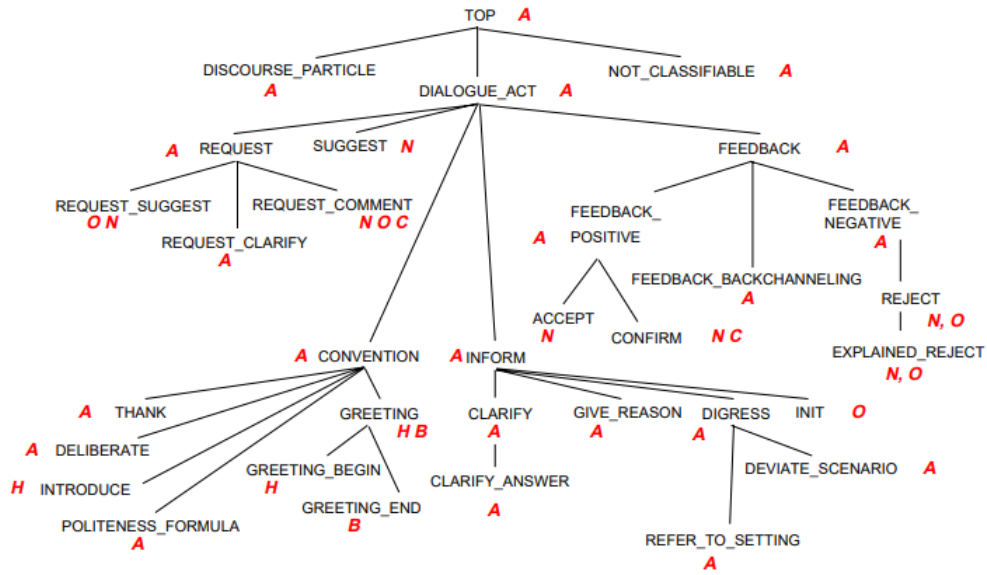 TOP A
DISCOURSE_PARTICLE
A
NOT_CLASSIFIABLE A
DIALOGUE_ACT A
A REQUEST
SUGGEST N
FEEDBACK A
REQUEST_SUGGEST
O N
REQUEST_COMMENT
N O C
REQUEST_CLARIFY
A
FEEDBACK_
A POSITIVE
FEEDBACK_
NEGATIVE
A
FEEDBACK_BACKCHANNELING
A
REJECT
N, O
ACCEPT
N
CONFIRM N C
EXPLAINED_REJECT
N, O
A CONVENTION
A INFORM
A THANK
GREETING
H B
CLARIFY
A
GIVE_REASON
A
DIGRESS
A
INIT O
A DELIBERATE
GREETING_BEGIN
H
DEVIATE_SCENARIO A
H INTRODUCE
CLARIFY_ANSWER
A
GREETING_END
B
POLITENESS_FORMULA
A
REFER_TO_SETTING
A